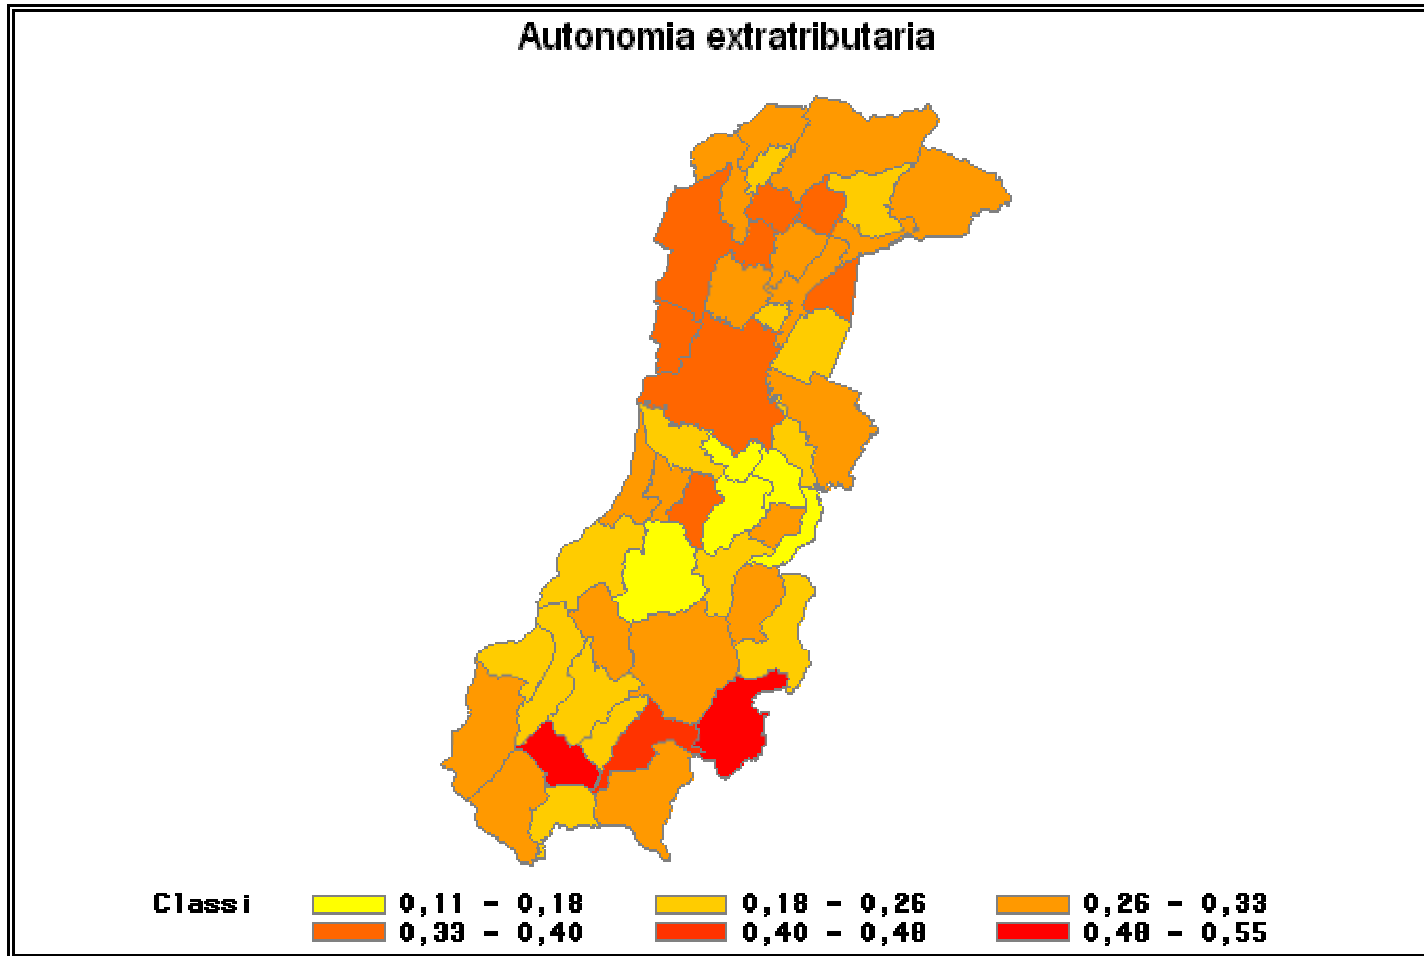 Autonomia extratributaria
Classi 0,11 - 0,18 0,18 - 0,26 0,26 - 0,33
0,33 - 0,40 0,40 - 0,48 0,48 - 0,55